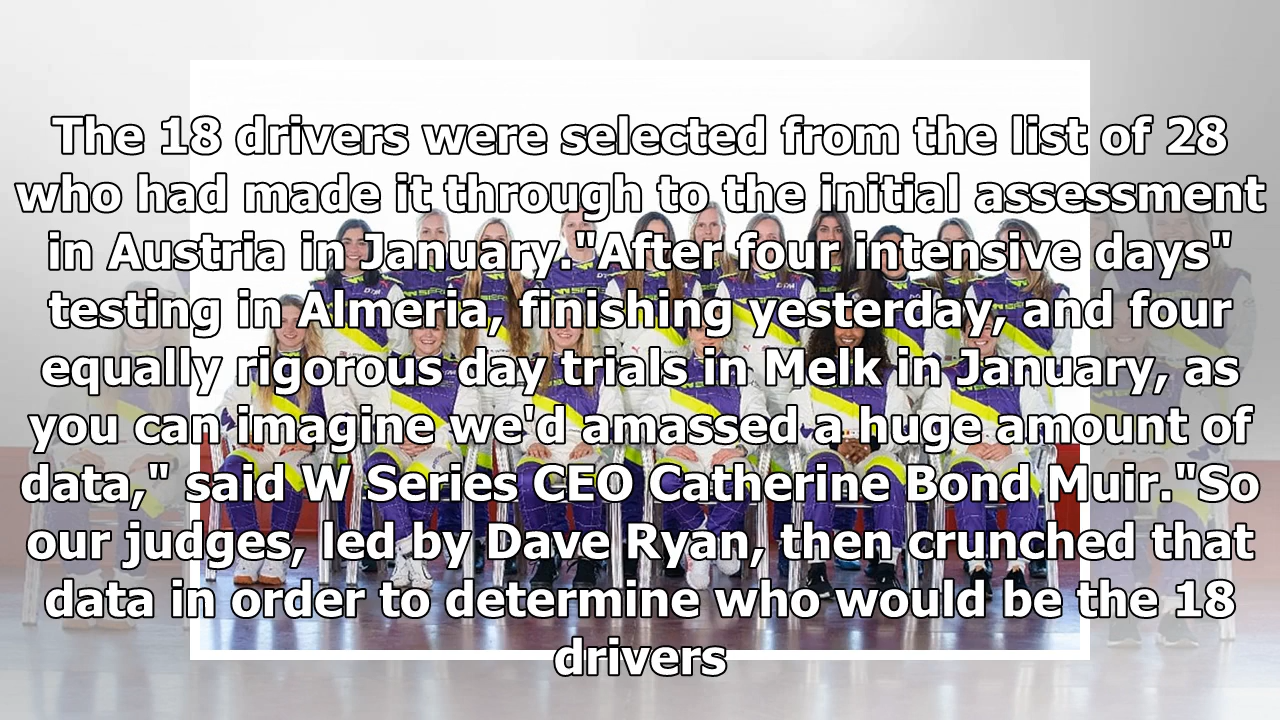 The 18 drivers were selected from the list of 28
who had made it through to the initial assessment
in Austria in January."After four intensive days"
testing in Almeria, finishing yesterday, and four
equally rigorous day trials in Melk in January, as
you can imagine we'd amassed a huge amount of
data," said W Series CEO Catherine Bond Muir."So
our judges, led by Dave Ryan, then crunched that
data in order to determine who would be the 18
drivers